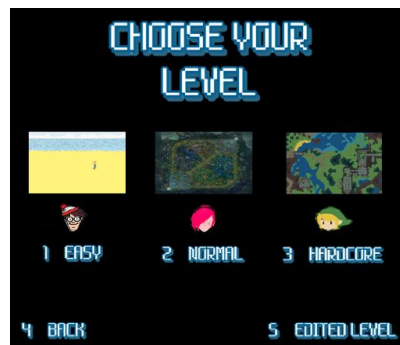 CHOOSE YOUR
LEVEL
1 EASY
2 NORMAL
3 HARDCORE
4 BACK
5 EDITED LEVEL